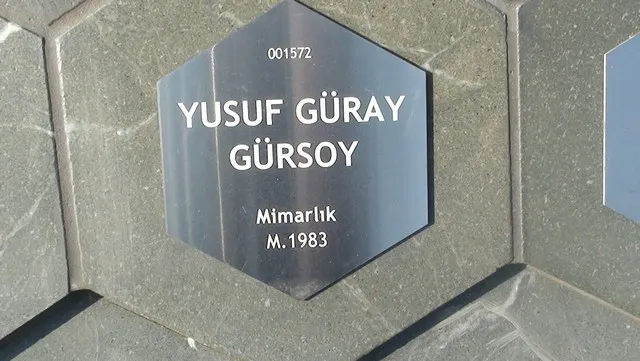 001572
YUSUF GÜRAY
GÜRSOY
Mimarlık
M.1983